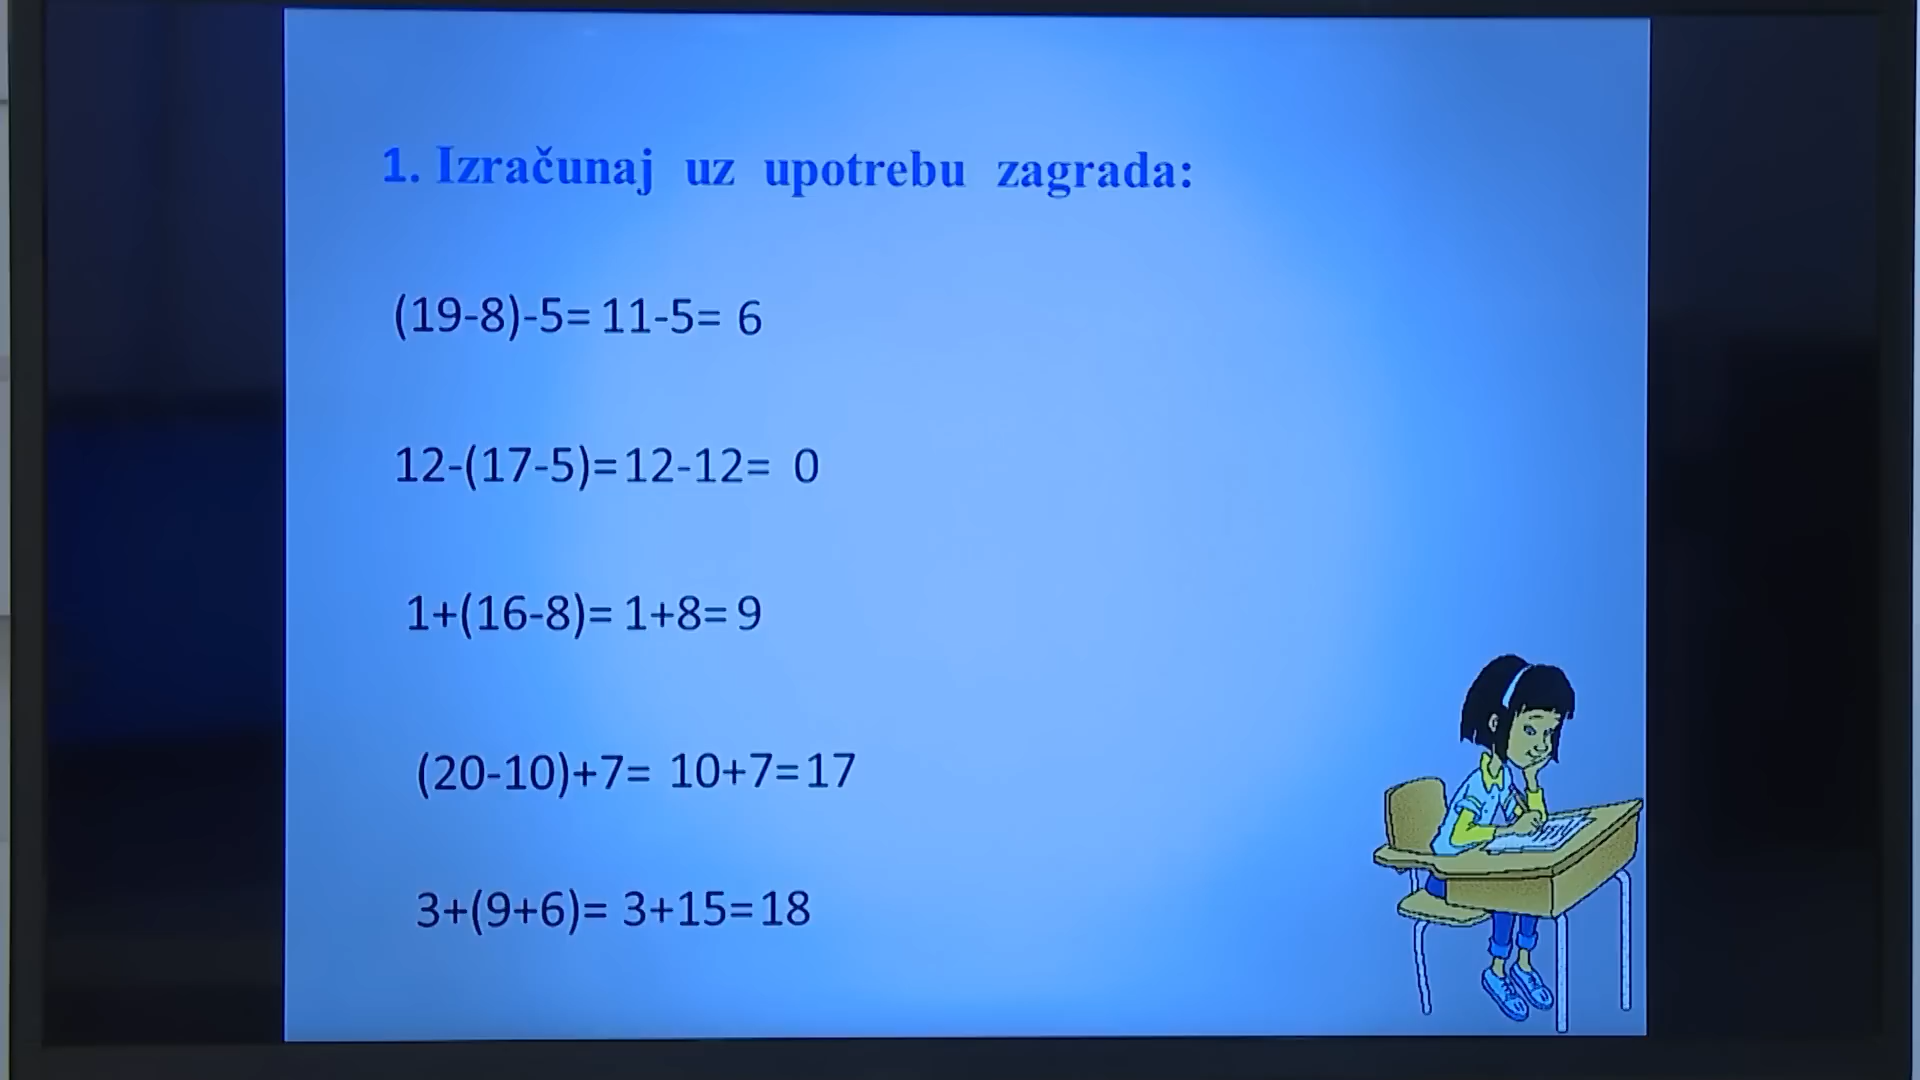 1. Izračunaj uz upotrebu zagrada:
(19-8)-5= 11-5= 6
12-(17-5)=12-12= 0
1+(16-8)= 1+8= 9
(20-10)+7= 10+7=17
3+(9+6)= 3+15=18